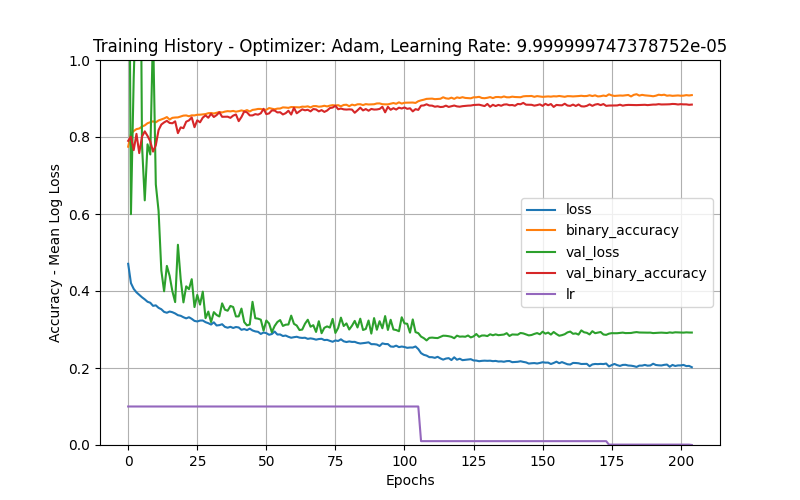 Training History - Optimizer: Adam, Learning Rate: 9.999999747378752e-05
Accuracy - Mean Log Loss
1.0
0.8
0.6
0.4
0.2
0.0
loss
binary_accuracy
val_loss
val_binary_accuracy
lr
0 25 50 75 100 125 150 175 200
Epochs